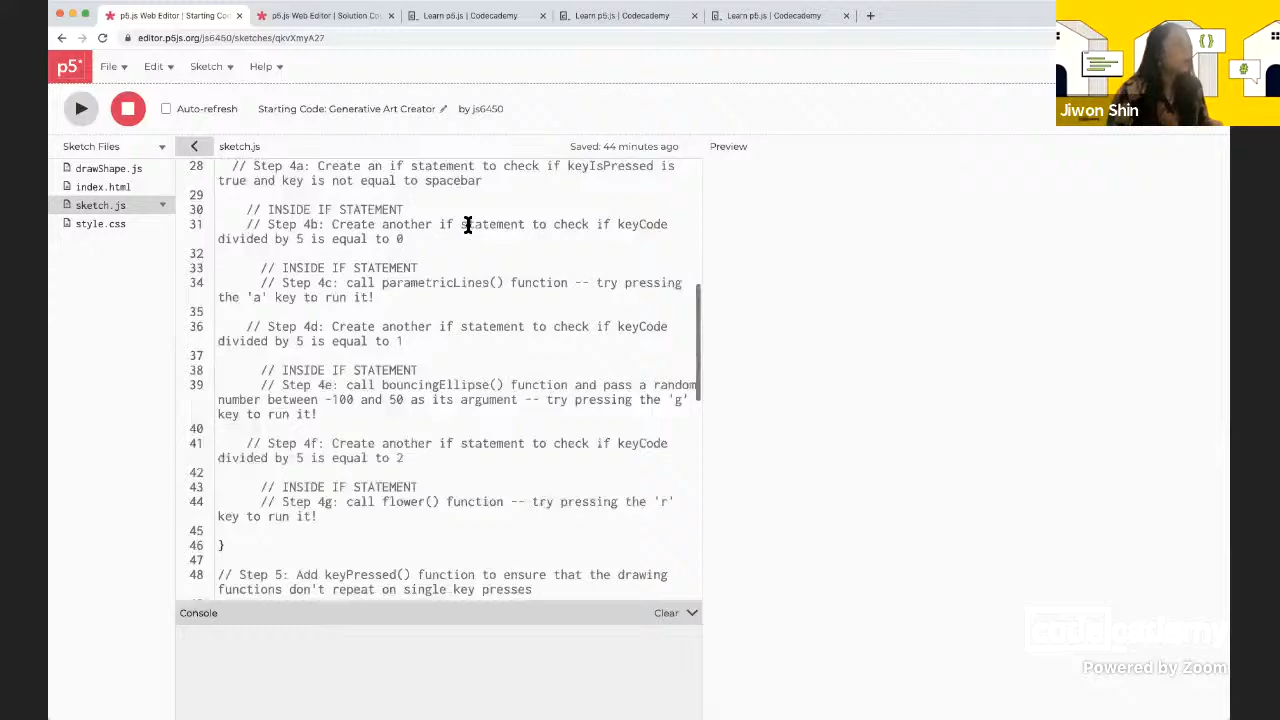 p5.js Web Editor | Starting Co
p5.js Web Editor | Solution Co
Learn p5.js | Codecademy
Learn p5.js | Codecademy
Learn p5.js | Codecademy
editor.p5js.org/js6450/sketches/qkvXmyA27
p5*
File
Edit
Sketch
Help
Auto-refresh
Starting Code: Generative Art Creator
by js6450
Jiwon Shin
Sketch Files
sketch.js
Saved: 44 minutes ago
Preview
drawShape.js
index.html
sketch.js
style.css
28 // Step 4a: Create an if statement to check if keyIsPressed is
true and key is not equal to spacebar
29
30 // INSIDE IF STATEMENT
31 // Step 4b: Create another if statement to check if keyCode
divided by 5 is equal to 0
32
33 // INSIDE IF STATEMENT
34 // Step 4c: call parametricLines() function -- try pressing
the 'a' key to run it!
35
36 // Step 4d: Create another if statement to check if keyCode
divided by 5 is equal to 1
37
38 // INSIDE IF STATEMENT
39 // Step 4e: call bouncingEllipse() function and pass a random
number between -100 and 50 as its argument -- try pressing the 'g'
key to run it!
40
41 // Step 4f: Create another if statement to check if keyCode
divided by 5 is equal to 2
42
43 // INSIDE IF STATEMENT
44 // Step 4g: call flower() function -- try pressing the 'r'
key to run it!
45
46 }
47
48 // Step 5: Add keyPressed() function to ensure that the drawing
functions don't repeat on single key presses
Console
Clear
codecademy
Powered by Zoom